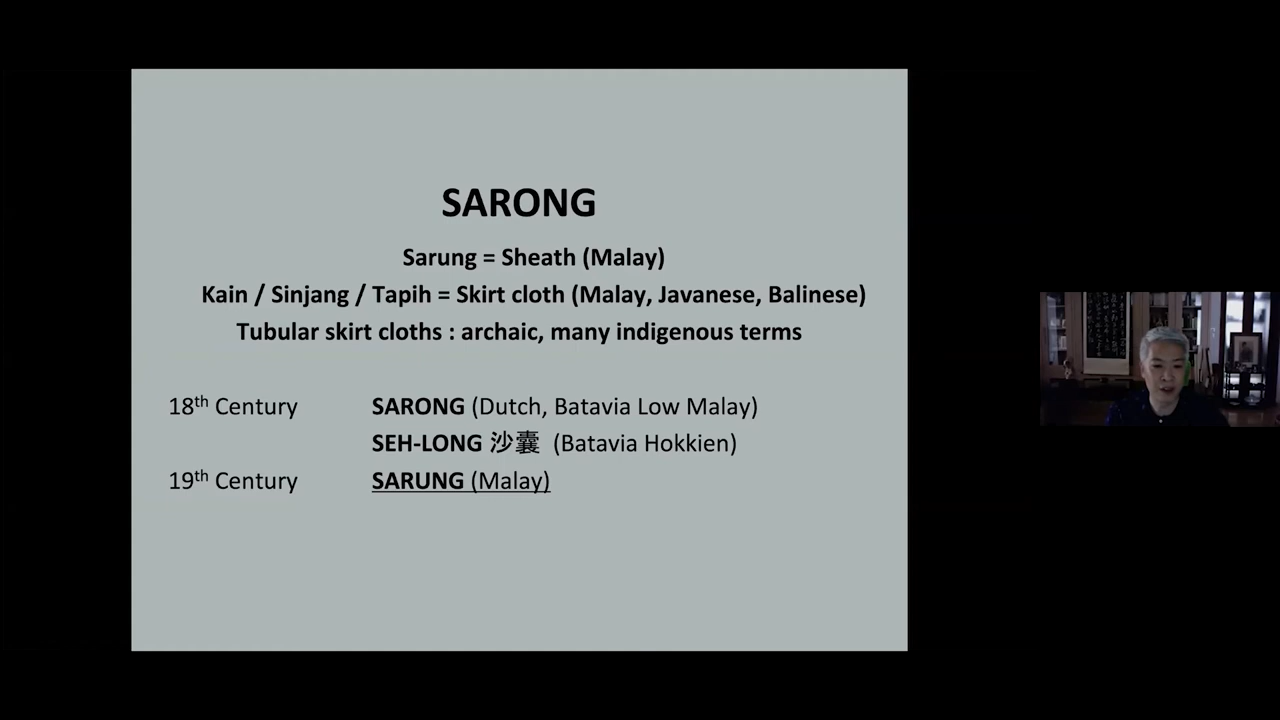 SARONG
Sarung = Sheath (Malay)
Kain / Sinjang / Tapih = Skirt cloth (Malay, Javanese, Balinese)
Tubular skirt cloths : archaic, many indigenous terms
18th Century SARONG (Dutch, Batavia Low Malay)
SEH-LONG 沙囊 (Batavia Hokkien)
19th Century SARUNG (Malay)